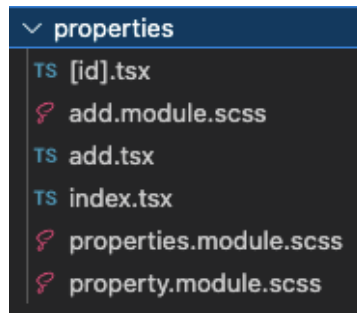 properties
TS [id].tsx
add.module.scss
TS add.tsx
TS index.tsx
properties.module.scss
property.module.scss